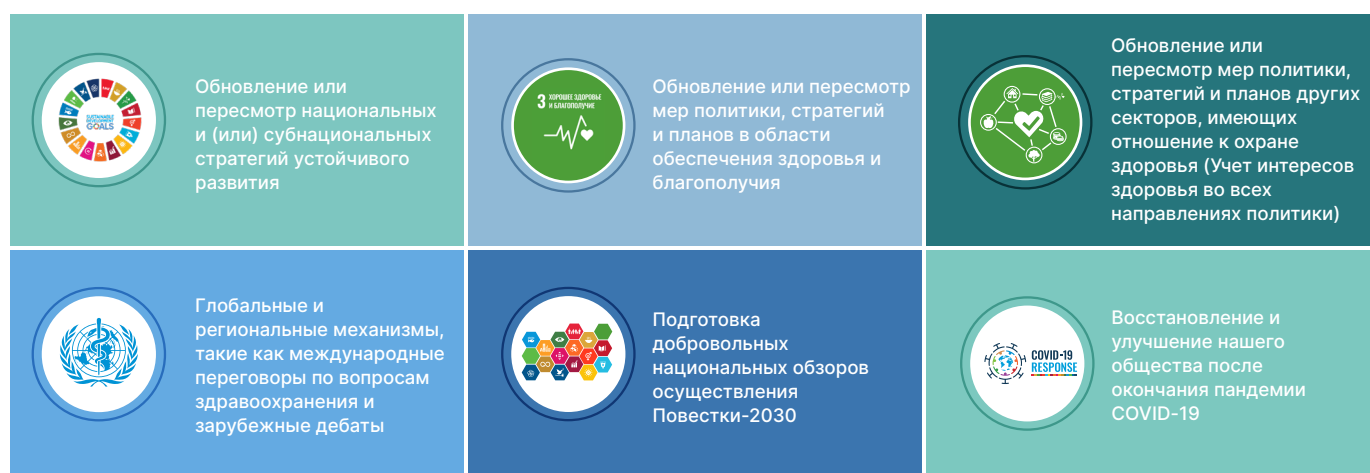 SUSTAINABLE
DEVELOPMENT
GOALS
Обновление или
пересмотр национальных
и (или) субнациональных
стратегий устойчивого
развития
3 ХОРОШЕЕ ЗДОРОВЬЕ
И БЛАГОПОЛУЧИЕ
Обновление или пересмотр
мер политики, стратегий
и планов в области
обеспечения здоровья и
благополучия
Обновление или
пересмотр мер политики,
стратегий и планов других
секторов, имеющих
отношение к охране
здоровья (Учет интересов
здоровья во всех
направлениях политики)
Глобальные и
региональные механизмы,
такие как международные
переговоры по вопросам
здравоохранения и
зарубежные дебаты
Подготовка
добровольных
национальных обзоров
осуществления
Повестки-2030
COVID-19
RESPONSE
Восстановление и
улучшение нашего
общества после
окончания пандемии
COVID-19